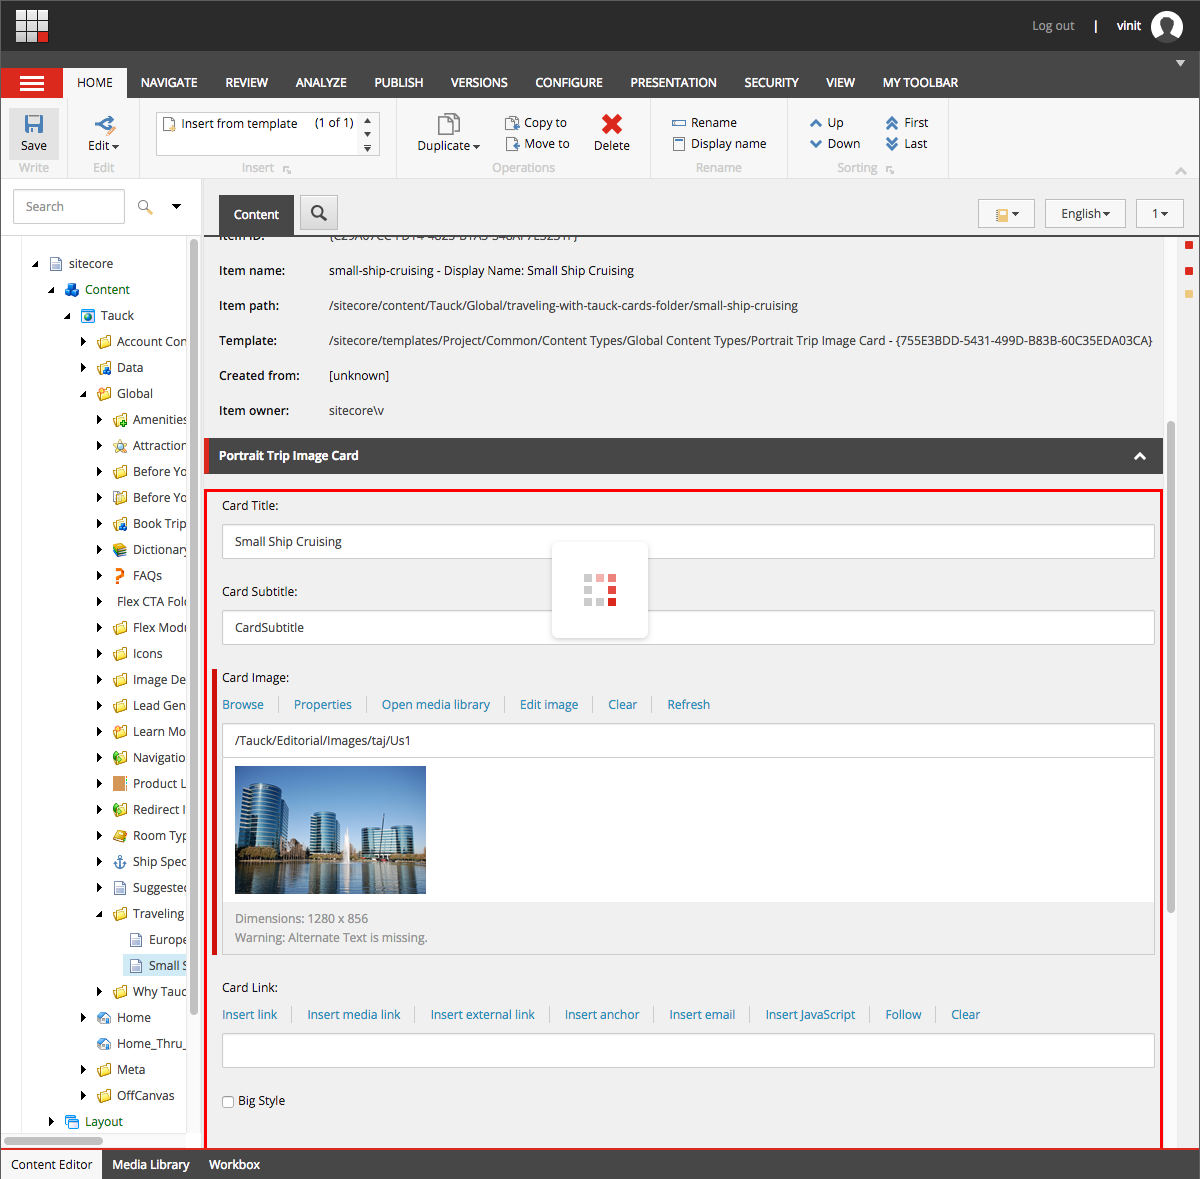 Log out | vinit
HOME NAVIGATE REVIEW ANALYZE PUBLISH VERSIONS CONFIGURE PRESENTATION SECURITY VIEW MY TOOLBAR
Save
Write
Edit
Edit
Insert from template (1 of 1)
Insert
Duplicate
Copy to
Move to
Delete
Operations
Rename
Display name
Rename
Up First
Down Last
Sorting
Search
Content
English
1
sitecore
Content
Tauck
Account Con
Data
Global
Amenities
Attraction
Before Yo
Before Yo
Book Trip
Dictionary
FAQs
Flex CTA Fol
Flex Modu
Icons
Image De
Lead Gen
Learn Mo
Navigatio
Product L
Redirect I
Room Typ
Ship Spec
Suggested
Traveling
Europe
Small S
Why Tauc
Home
Home_Thru_
Meta
OffCanvas
Layout
Item name: small-ship-cruising - Display Name: Small Ship Cruising
Item path: /sitecore/content/Tauck/Global/traveling-with-tauck-cards-folder/small-ship-cruising
Template: /sitecore/templates/Project/Common/Content Types/Global Content Types/Portrait Trip Image Card - {755E3BDD-5431-499D-B83B-60C35EDA03CA}
Created from: [unknown]
Item owner: sitecore\v
Portrait Trip Image Card
Card Title:
Small Ship Cruising
Card Subtitle:
CardSubtitle
Card Image:
Browse Properties Open media library Edit image Clear Refresh
/Tauck/Editorial/Images/taj/Us1
Dimensions: 1280 x 856
Warning: Alternate Text is missing.
Card Link:
Insert link Insert media link Insert external link Insert anchor Insert email Insert JavaScript Follow Clear
Big Style
Content Editor Media Library Workbox